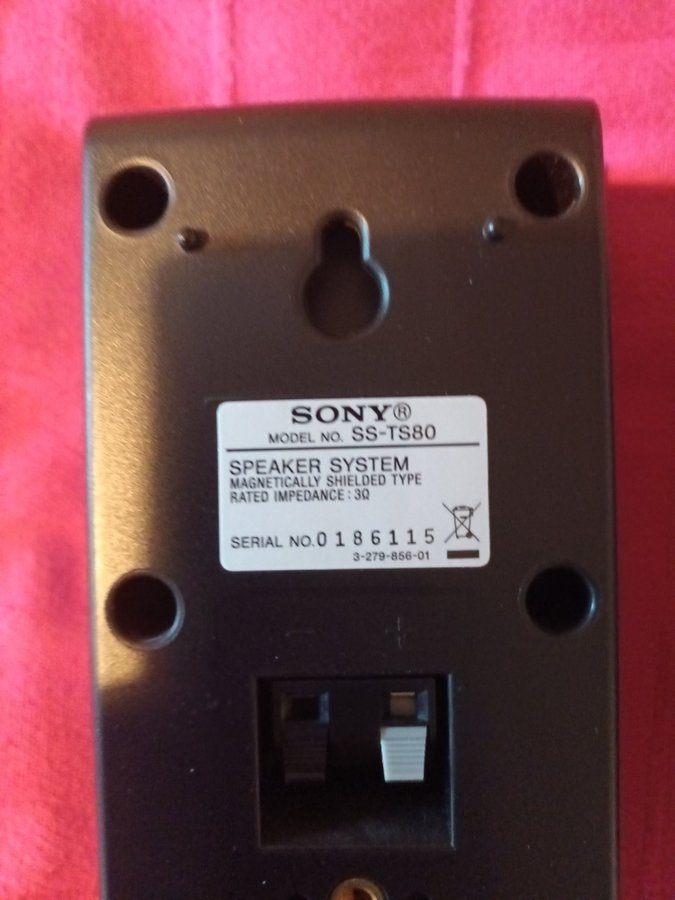 SONY®
MODEL NO. SS-TS80
SPEAKER SYSTEM
MAGNETICALLY SHIELDED TYPE
RATED IMPEDANCE : 3Ω
SERIAL NO. 0186115
3-279-856-01
− +